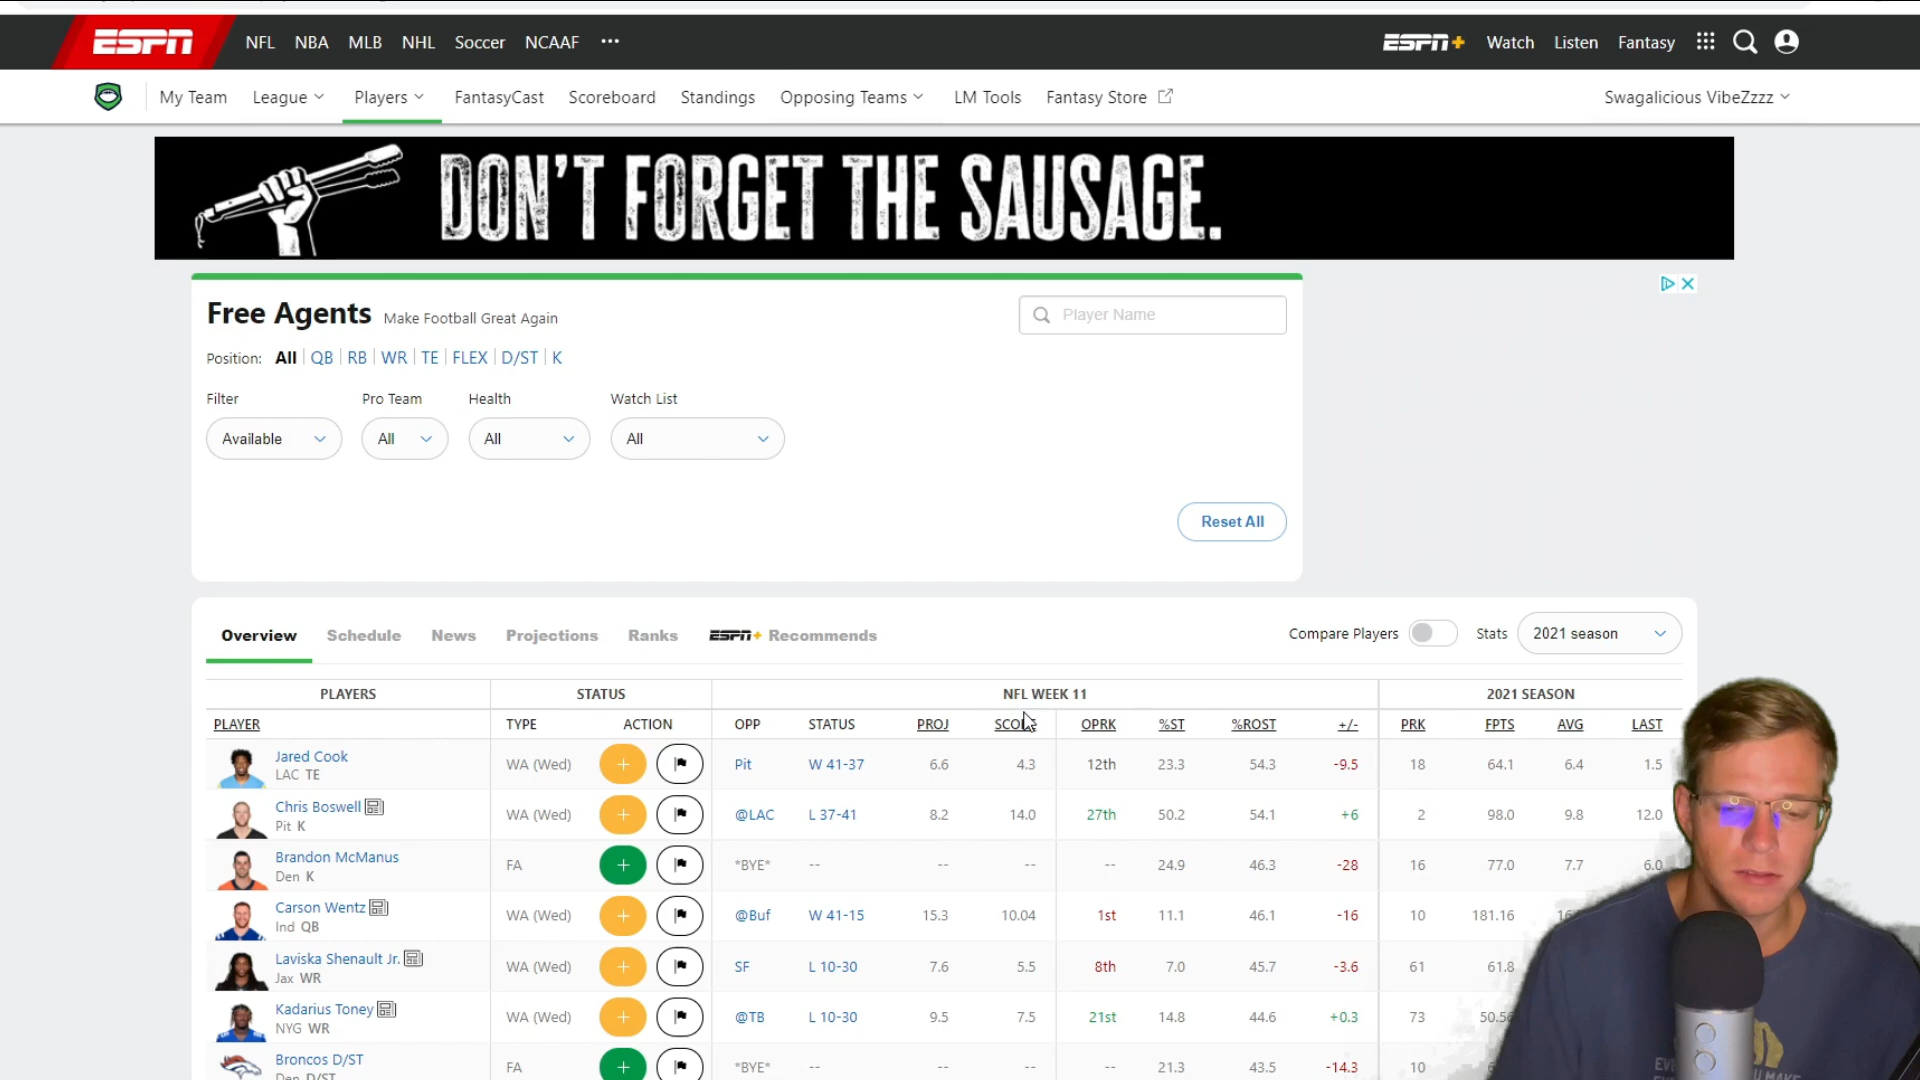 ESPN NFL NBA MLB NHL Soccer NCAAF ••• ESPN+ Watch Listen Fantasy
My Team League Players FantasyCast Scoreboard Standings Opposing Teams LM Tools Fantasy Store Swagalicious VibeZzzz
DON'T FORGET THE SAUSAGE.
Free Agents Make Football Great Again Player Name
Position: All QB RB WR TE FLEX D/ST K
Filter Pro Team Health Watch List
Available All All All
Reset All
Overview Schedule News Projections Ranks ESPN+ Recommends Compare Players Stats 2021 season
PLAYERS STATUS NFL WEEK 11 2021 SEASON
PLAYER TYPE ACTION OPP STATUS PROJ SCORE OPRK %ST %ROST +/- PRK FPTS AVG LAST
Jared Cook
LAC TE WA (Wed) Pit W 41-37 6.6 4.3 12th 23.3 54.3 -9.5 18 64.1 6.4 1.5
Chris Boswell
Pit K WA (Wed) @LAC L 37-41 8.2 14.0 27th 50.2 54.1 +6 2 98.0 9.8 12.0
Brandon McManus
Den K FA *BYE* -- -- -- -- 24.9 46.3 -28 16 77.0 7.7 6.0
Carson Wentz
Ind QB WA (Wed) @Buf W 41-15 15.3 10.04 1st 11.1 46.1 -16 10 181.16
Laviska Shenault Jr.
Jax WR WA (Wed) SF L 10-30 7.6 5.5 8th 7.0 45.7 -3.6 61 61.8
Kadarius Toney
NYG WR WA (Wed) @TB L 10-30 9.5 7.5 21st 14.8 44.6 +0.3 73 50.56
Broncos D/ST
Den D/ST FA *BYE* -- -- -- -- 21.3 43.5 -14.3 10